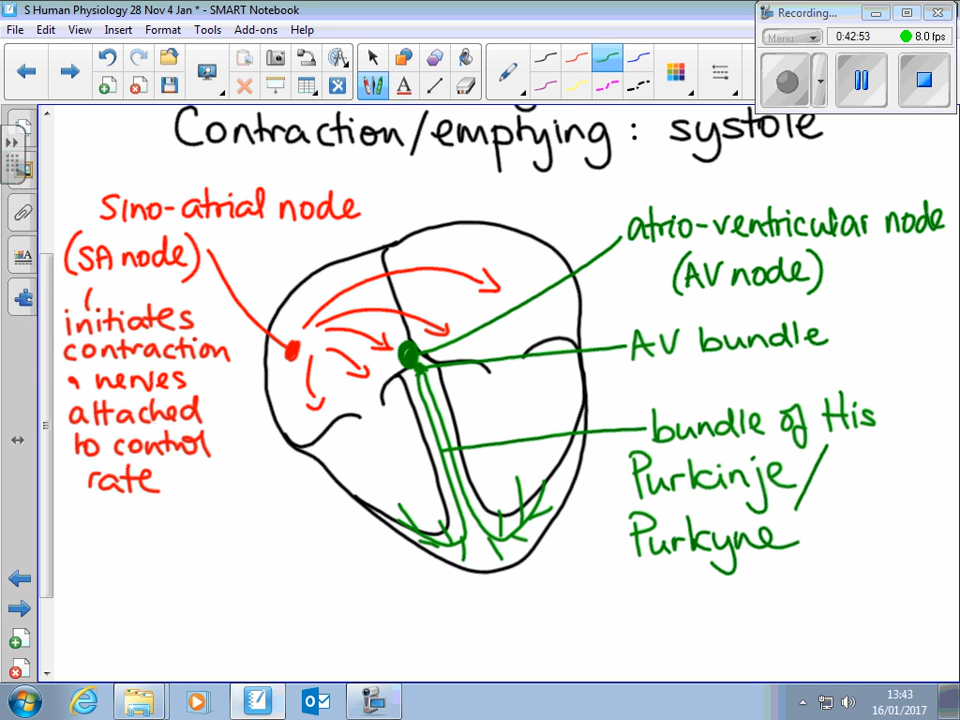 S Human Physiology 28 Nov 4 Jan * - SMART Notebook
File Edit View Insert Format Tools Add-ons Help
Recording...
Menu 0:42:53 8.0 fps
Contraction/emptying : systole
Sino-atrial node
(SA node)
initiates
contraction
nerves
attached
to control
rate
atrio-ventricular node
(AV node)
AV bundle
bundle of His
Purkinje/
Purkyne
13:43
16/01/2017